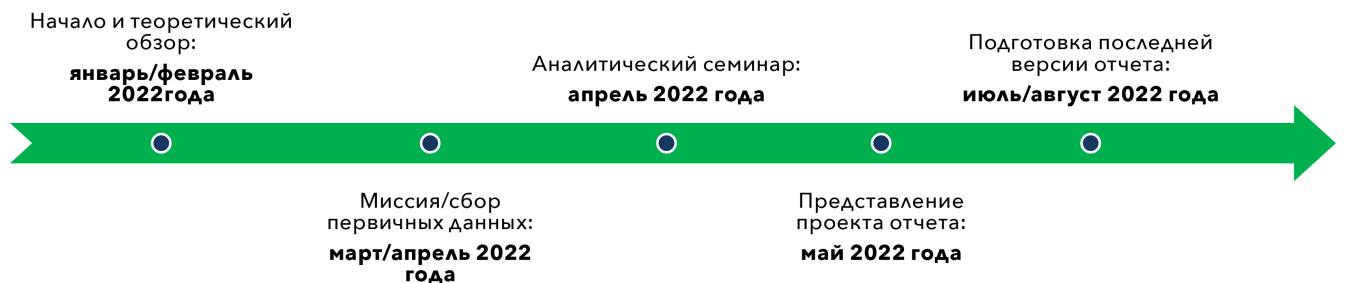 Начало и теоретический
обзор:
январь/февраль
2022года
Миссия/сбор
первичных данных:
март/апрель 2022
года
Аналитический семинар:
апрель 2022 года
Представление
проекта отчета:
май 2022 года
Подготовка последней
версии отчета:
июль/август 2022 года